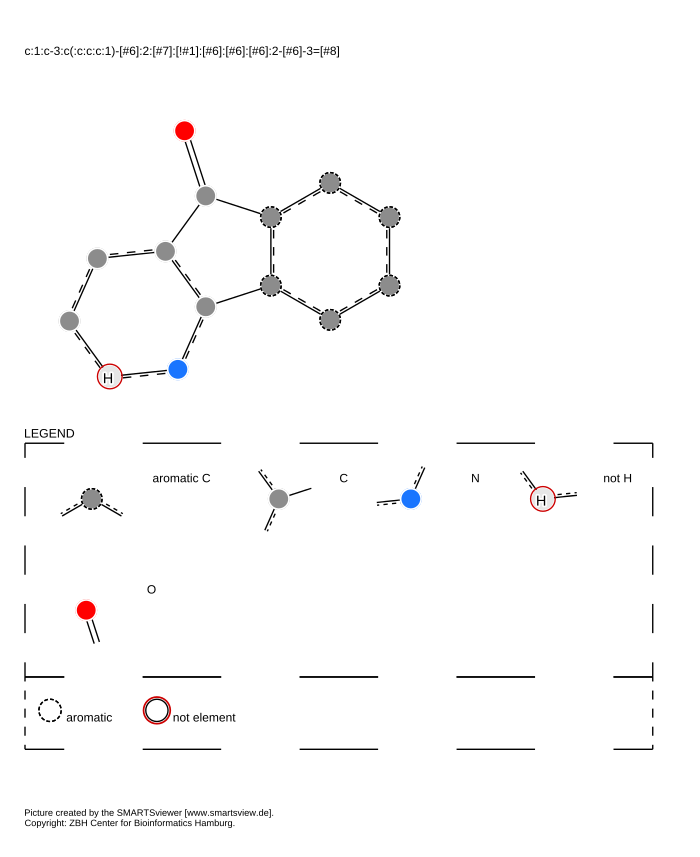 c:1:c-3:c(:c:c:c:1)-[#6]:2:[#7]:[!#1]:[#6]:[#6]:[#6]:2-[#6]-3=[#8]
H
LEGEND
aromatic C
C
N
H
not H
O
aromatic
not element
Picture created by the SMARTSviewer [www.smartsview.de].
Copyright: ZBH Center for Bioinformatics Hamburg.